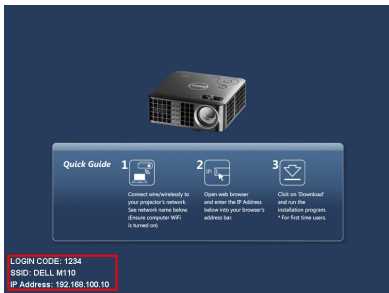 DELL
Quick Guide
1
Connect wire/wirelessly to
your projector's network.
See network name below.
(Ensure computer WiFi
is turned on)
2
IP:
Open web browser
and enter the IP Address
below into your browser's
address bar.
3
Click on 'Download'
and run the
installation program.
* For first time users.
LOGIN CODE: 1234
SSID: DELL M110
IP Address: 192.168.100.10